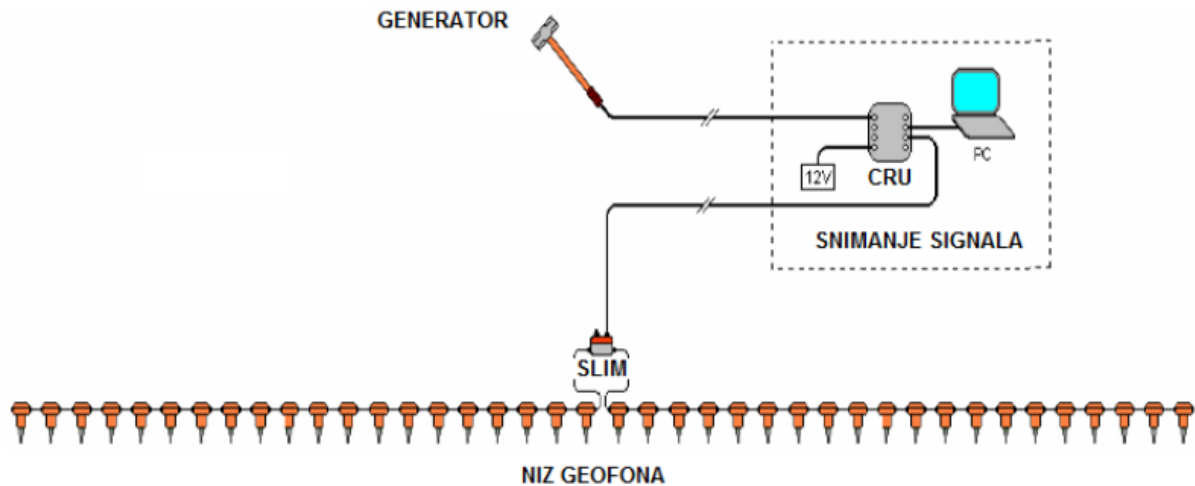 GENERATOR
PC
12V
CRU
SNIMANJE SIGNALA
SLIM
NIZ GEOFONA